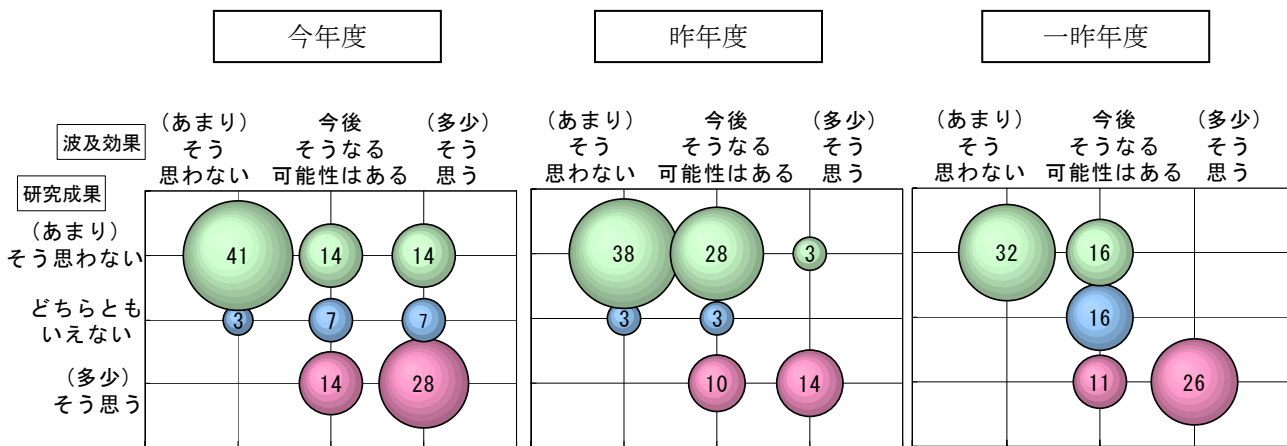 今年度
昨年度
一昨年度
波及効果
研究成果
(あまり)
そう
思わない
今後
そうなる
可能性はある
(多少)
そう
思う
(あまり)
そう
思わない
今後
そうなる
可能性はある
(多少)
そう
思う
(あまり)
そう
思わない
今後
そうなる
可能性はある
(多少)
そう
思う
(あまり)
そう思わない
41 14 14
38 28 3
32 16
どちらとも
いえない
3 7 7
3 3
16
(多少)
そう思う
14 28
10 14
11 26